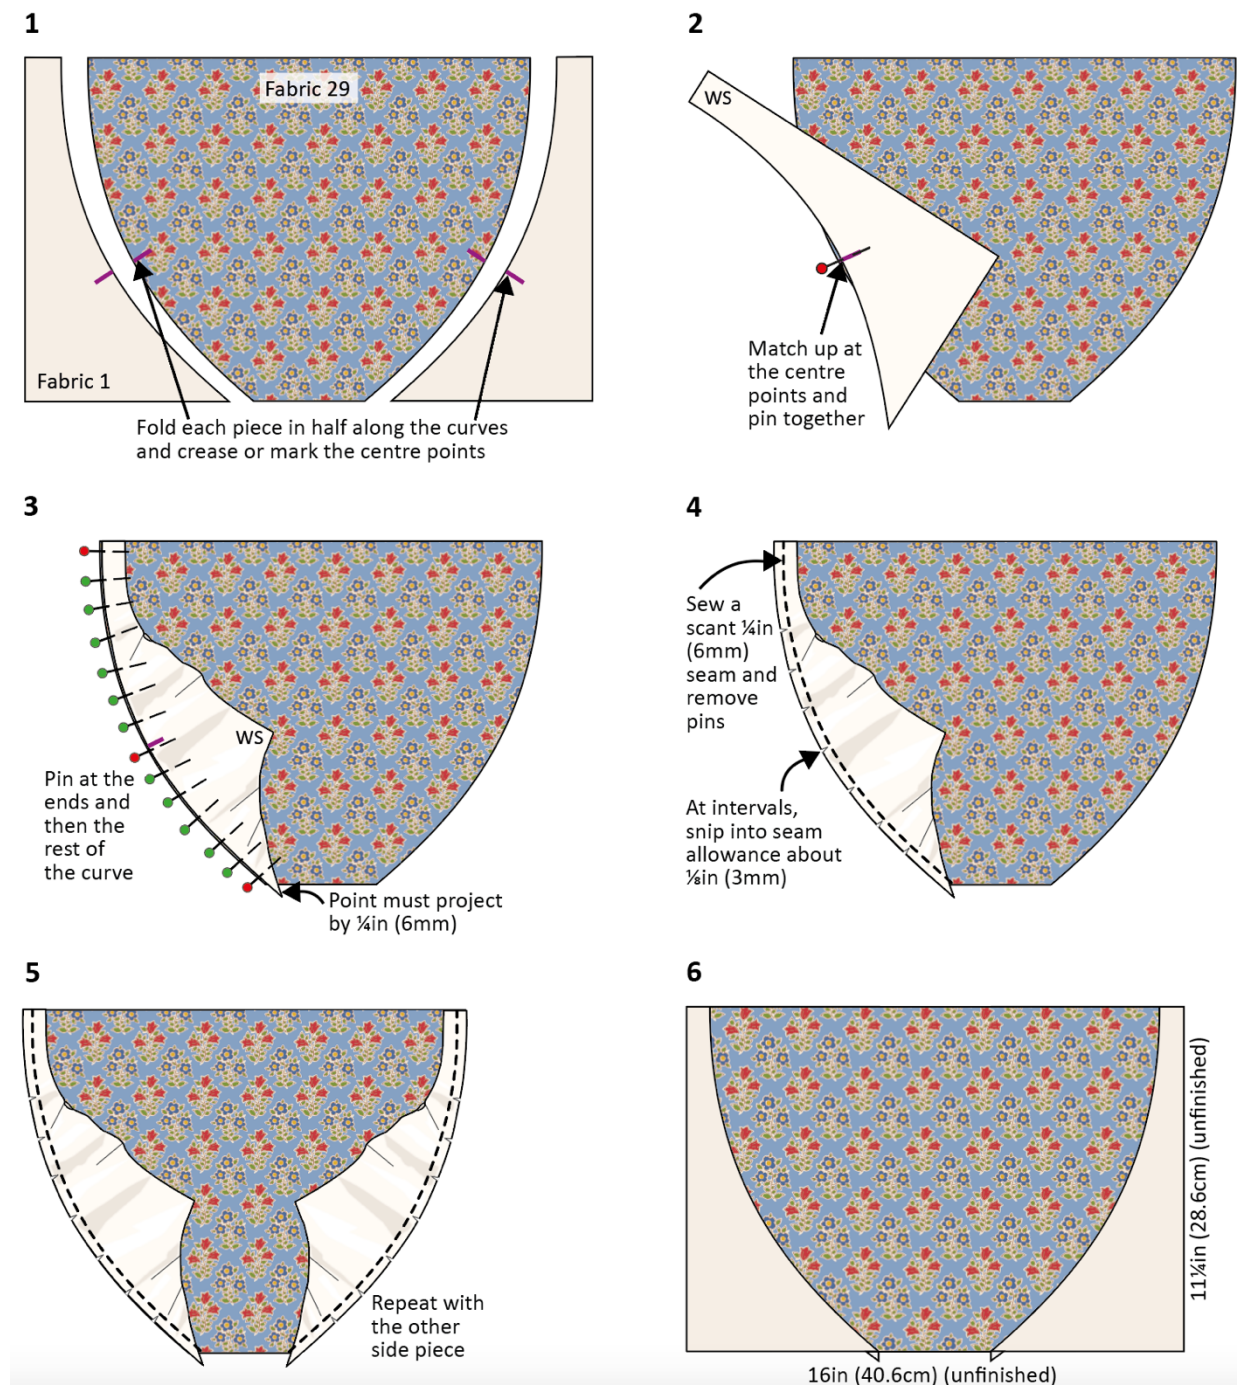 1
Fabric 29
Fabric 1
Fold each piece in half along the curves
and crease or mark the centre points
2
WS
Match up at
the centre
points and
pin together
3
WS
Pin at the
ends and
then the
rest of
the curve
Point must project
by ¼in (6mm)
4
Sew a
scant ¼in
(6mm)
seam and
remove
pins
At intervals,
snip into seam
allowance about
⅛in (3mm)
5
Repeat with
the other
side piece
6
11¼in (28.6cm) (unfinished)
16in (40.6cm) (unfinished)